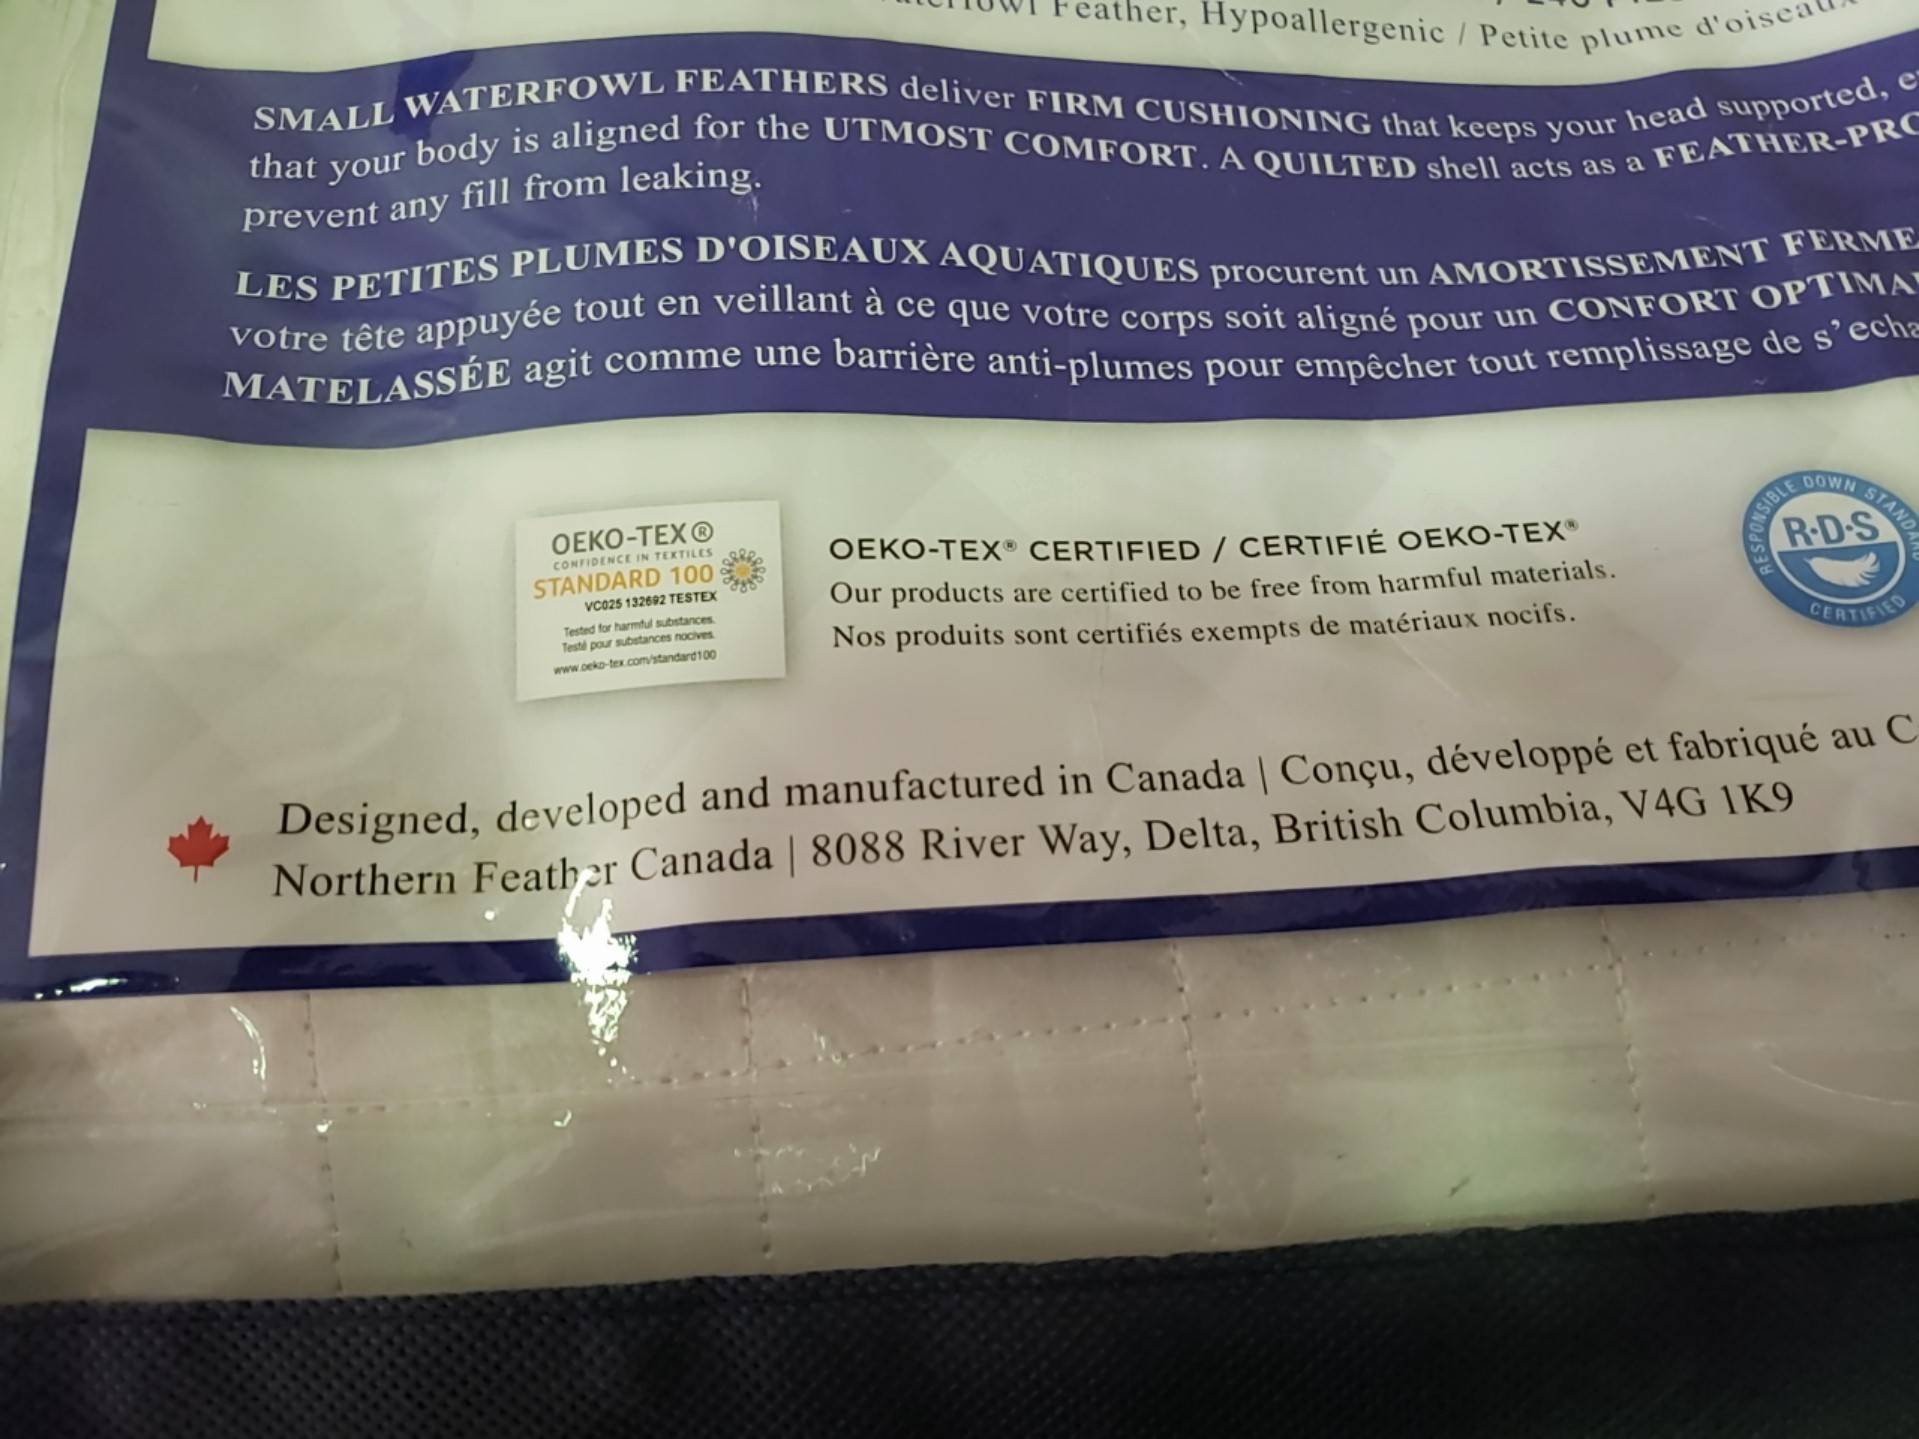 Feather, Hypoallergenic / Petite plume d'oiseaux
SMALL WATERFOWL FEATHERS deliver FIRM CUSHIONING that keeps your head supported,
that your body is aligned for the UTMOST COMFORT. A QUILTED shell acts as a FEATHER-PRO
prevent any fill from leaking.
LES PETITES PLUMES D'OISEAUX AQUATIQUES procurent un AMORTISSEMENT FERME
votre tête appuyée tout en veillant à ce que votre corps soit aligné pour un CONFORT OPTIMA
MATELASSÉE agit comme une barrière anti-plumes pour empêcher tout remplissage de s'echa
OEKO-TEX®
CONFIDENCE IN TEXTILES
STANDARD 100
VC025 132692 TESTEX
Tested for harmful substances.
Testé pour substances nocives.
www.oeko-tex.com/standard100
OEKO-TEX® CERTIFIED / CERTIFIÉ OEKO-TEX®
Our products are certified to be free from harmful materials.
Nos produits sont certifiés exempts de matériaux nocifs.
RESPONSIBLE DOWN STANDARD
R·D·S
CERTIFIED
Designed, developed and manufactured in Canada | Conçu, développé et fabriqué au C
Northern Feather Canada | 8088 River Way, Delta, British Columbia, V4G 1K9